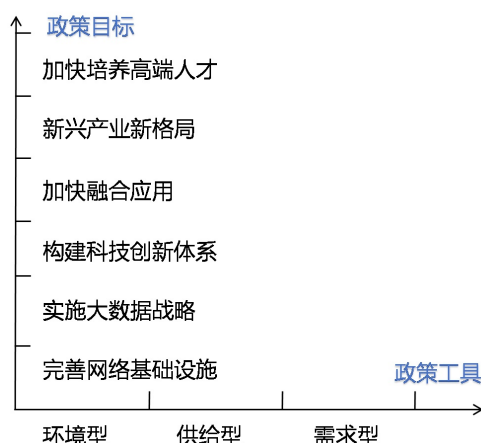 政策目标
加快培养高端人才
新兴产业新格局
加快融合应用
构建科技创新体系
实施大数据战略
完善网络基础设施
政策工具
环境型 供给型 需求型